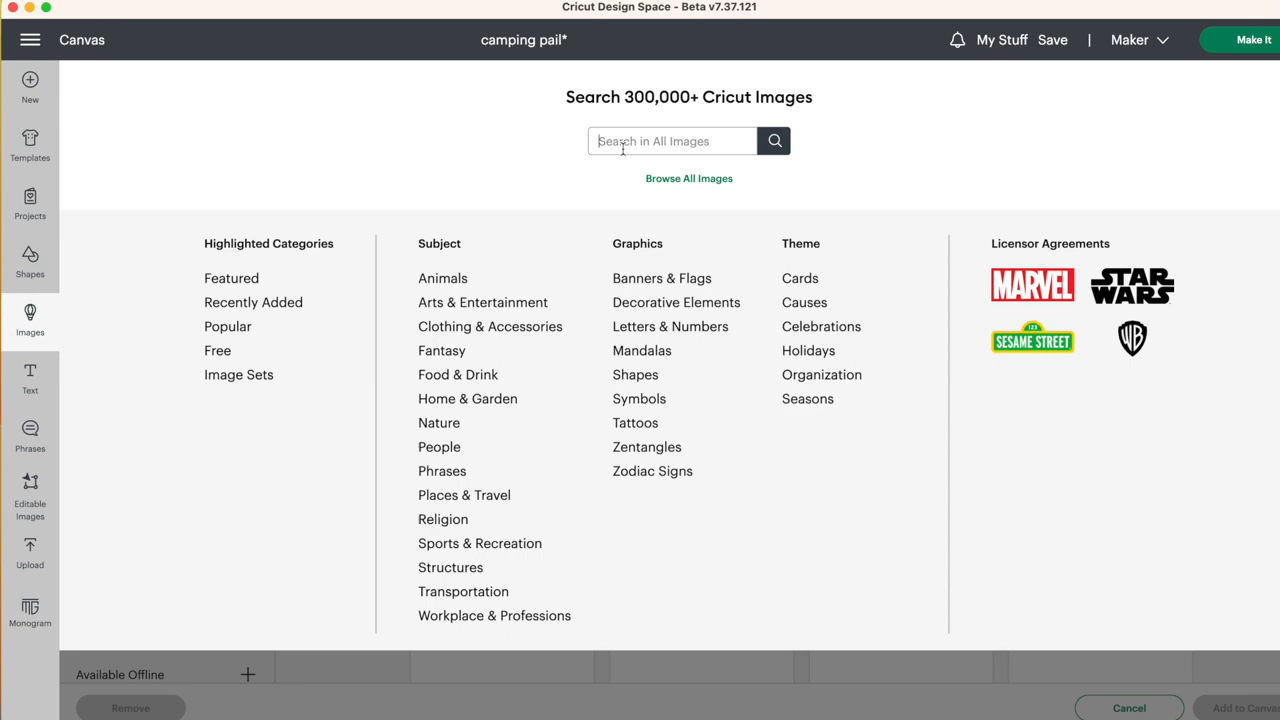 Cricut Design Space - Beta v7.37.121
Canvas
camping pail*
My Stuff
Save
|
Maker
Make It
New
Templates
Projects
Shapes
Images
Text
Phrases
Editable
Images
Upload
Monogram
Search 300,000+ Cricut Images
Search in All Images
Browse All Images
Highlighted Categories
Featured
Recently Added
Popular
Free
Image Sets
Subject
Animals
Arts & Entertainment
Clothing & Accessories
Fantasy
Food & Drink
Home & Garden
Nature
People
Phrases
Places & Travel
Religion
Sports & Recreation
Structures
Transportation
Workplace & Professions
Graphics
Banners & Flags
Decorative Elements
Letters & Numbers
Mandalas
Shapes
Symbols
Tattoos
Zentangles
Zodiac Signs
Theme
Cards
Causes
Celebrations
Holidays
Organization
Seasons
Licensor Agreements
MARVEL
STAR
WARS
123
SESAME STREET
WB
Available Offline
Remove
Cancel
Add to Canvas